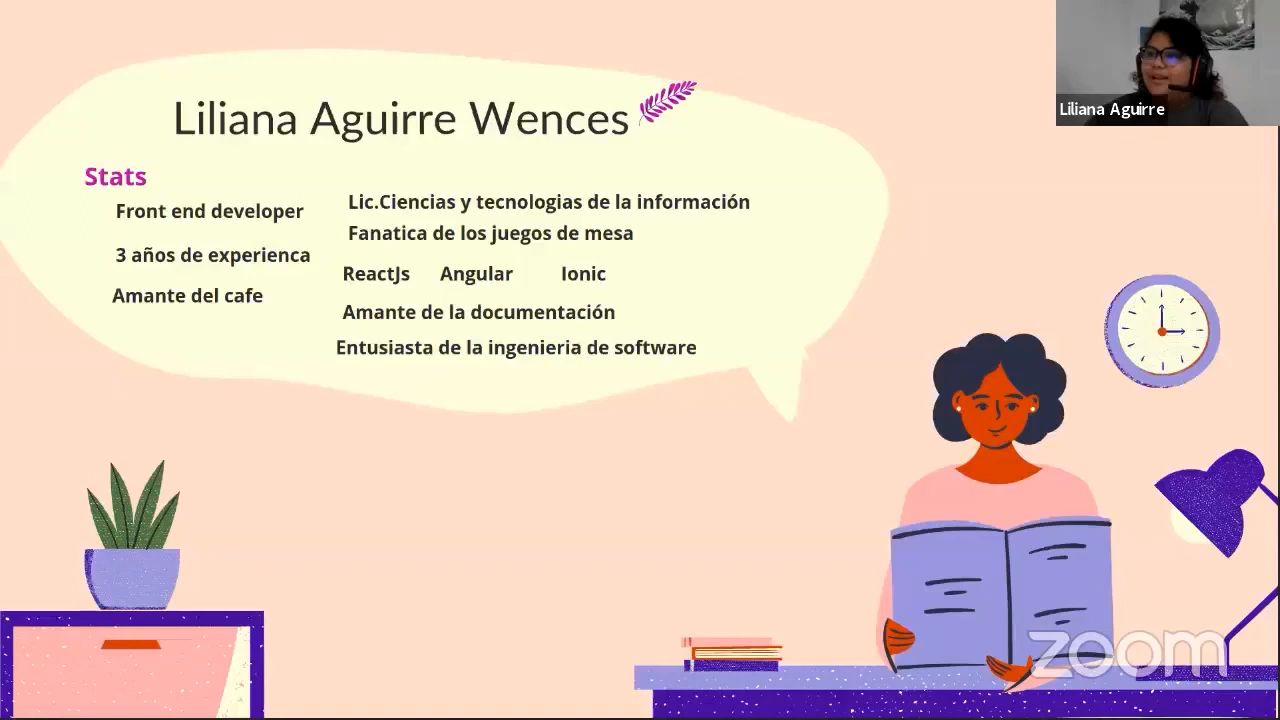 Liliana Aguirre Wences
Liliana Aguirre
Stats
Front end developer
3 años de experienca
Amante del cafe
Lic.Ciencias y tecnologias de la información
Fanatica de los juegos de mesa
ReactJs Angular Ionic
Amante de la documentación
Entusiasta de la ingenieria de software
zoom